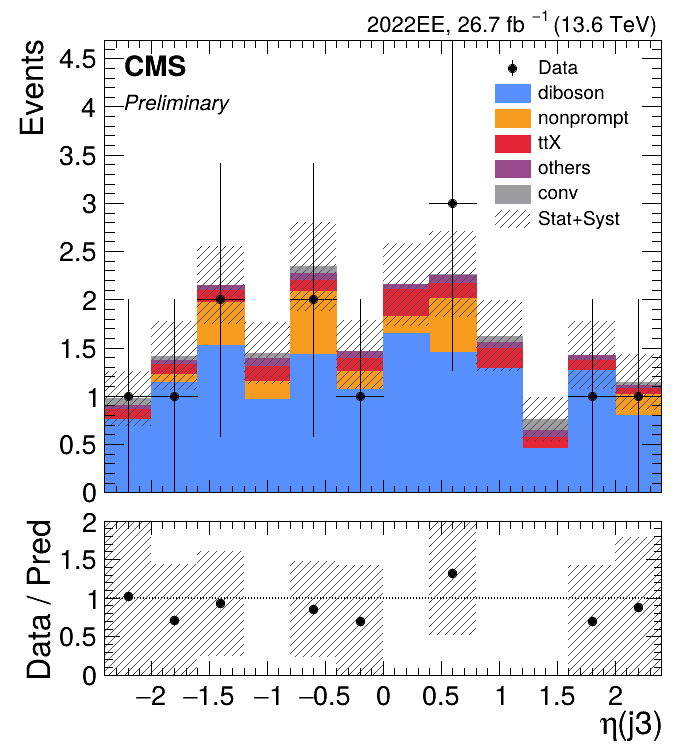 2022EE, 26.7 fb⁻¹ (13.6 TeV)
CMS
Preliminary
Events
4.5
4
3.5
3
2.5
2
1.5
1
0.5
0
Data
diboson
nonprompt
ttX
others
conv
Stat+Syst
Data / Pred
2
1.5
1
0.5
0
−2 −1.5 −1 −0.5 0 0.5 1 1.5 2
η(j3)